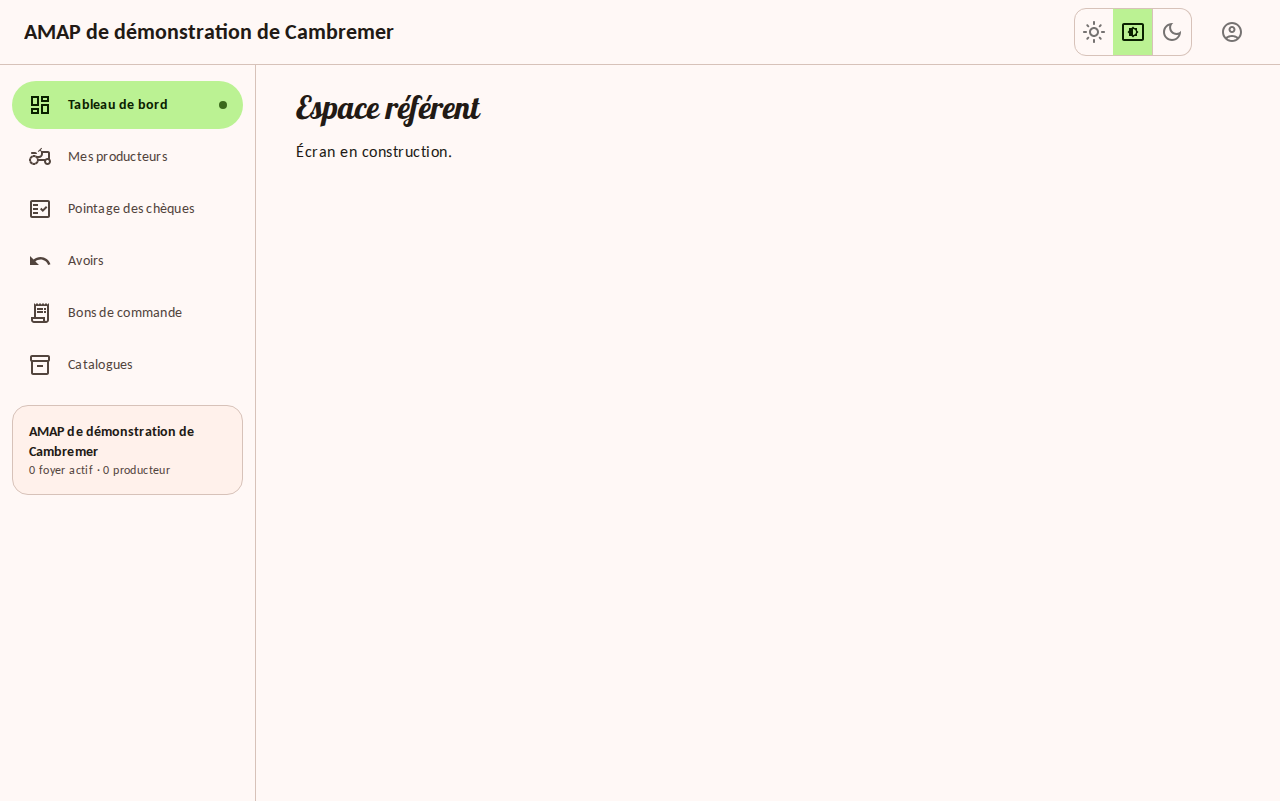 AMAP de démonstration de Cambremer
Tableau de bord
Mes producteurs
Pointage des chèques
Avoirs
Bons de commande
Catalogues
AMAP de démonstration de
Cambremer
0 foyer actif · 0 producteur
Espace référent
Écran en construction.